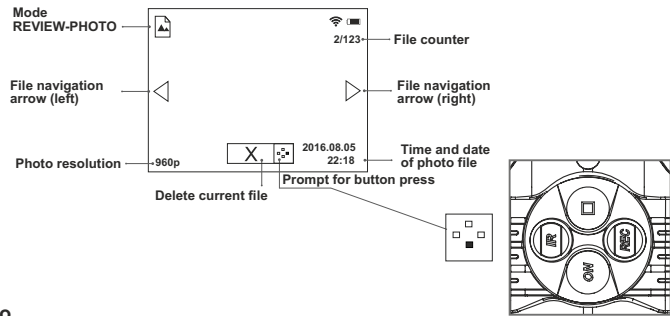 Mode
REVIEW-PHOTO
2/123
File counter
File navigation
arrow (left)
File navigation
arrow (right)
Photo resolution
960p
X
2016.08.05
22:18
Time and date
of photo file
Delete current file
Prompt for button press
IR
REC
ON